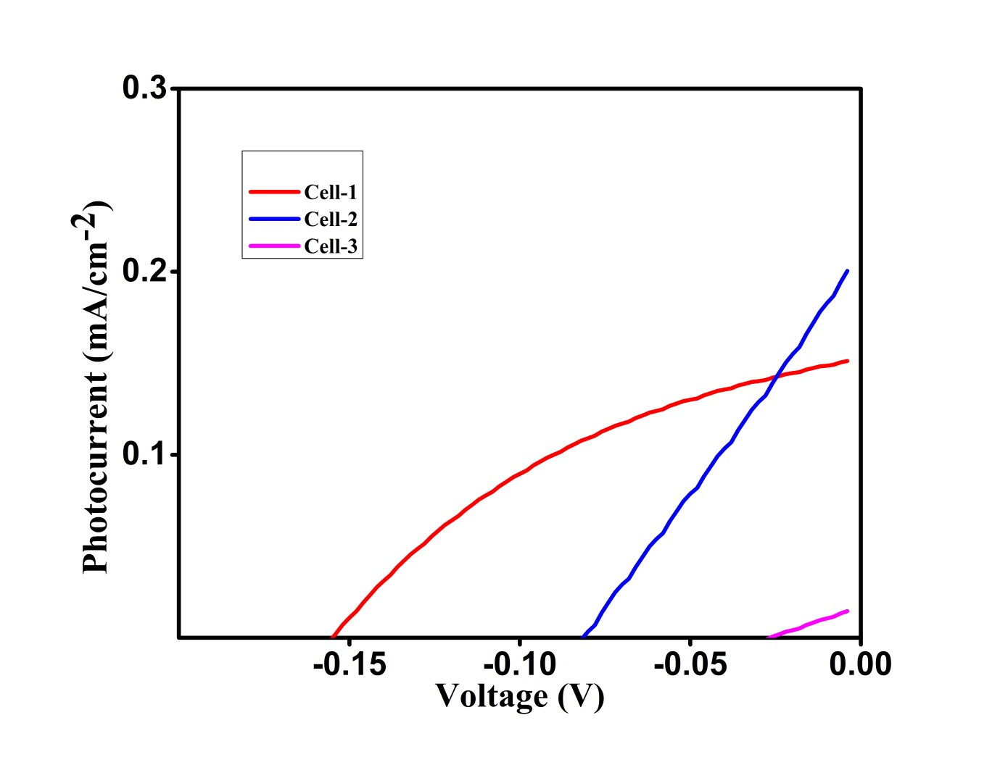 0.3
Cell-1
Cell-2
Cell-3
0.2
0.1
Photocurrent (mA/cm-2)
-0.15 -0.10 -0.05 0.00
Voltage (V)